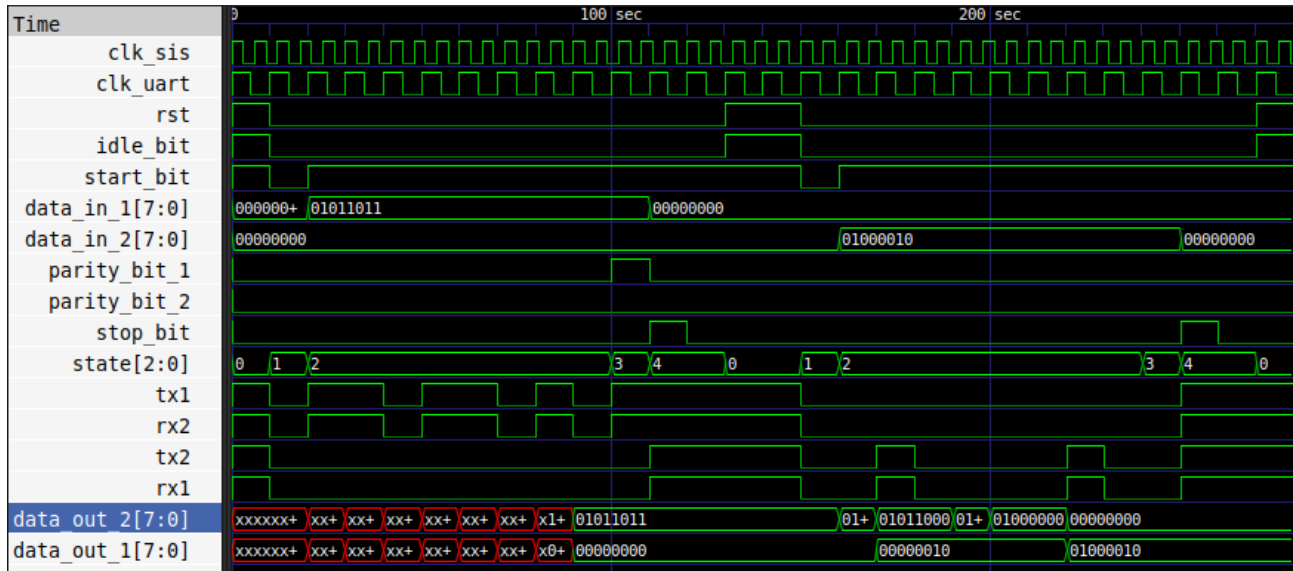 Time 0 100 sec 200 sec
clk_sis
clk_uart
rst
idle_bit
start_bit
data_in_1[7:0] 000000+ 01011011 00000000
data_in_2[7:0] 00000000 01000010 00000000
parity_bit_1
parity_bit_2
stop_bit
state[2:0] 0 1 2 3 4 0 1 2 3 4 0
tx1
rx2
tx2
rx1
data_out_2[7:0] xxxxxx+ xx+ xx+ xx+ xx+ xx+ xx+ x1+ 01011011 01+ 01011000 01+ 01000000 00000000
data_out_1[7:0] xxxxxx+ xx+ xx+ xx+ xx+ xx+ xx+ x0+ 00000000 00000010 01000010